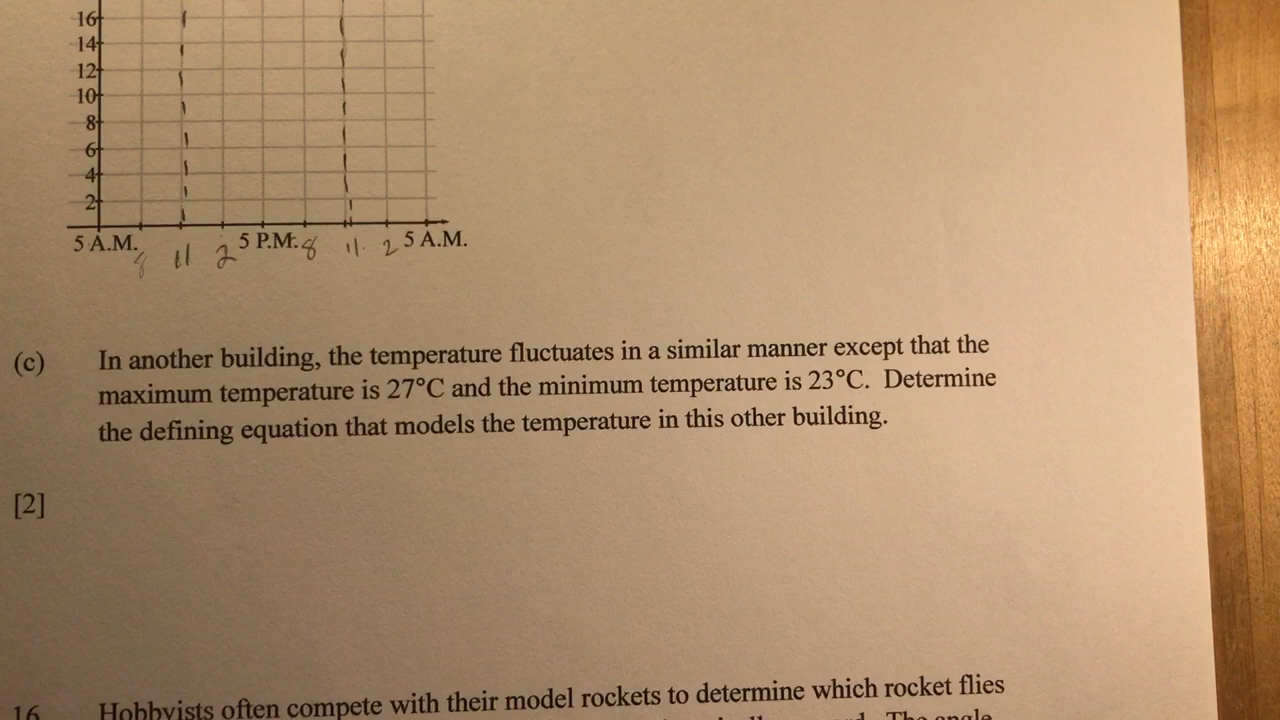 16
14
12
10
8
6
4
2
5 A.M. 8 11 2 5 P.M. 8 11. 2 5 A.M.
(c) In another building, the temperature fluctuates in a similar manner except that the
maximum temperature is 27°C and the minimum temperature is 23°C. Determine
the defining equation that models the temperature in this other building.
[2]
16. Hobbyists often compete with their model rockets to determine which rocket flies
The angle